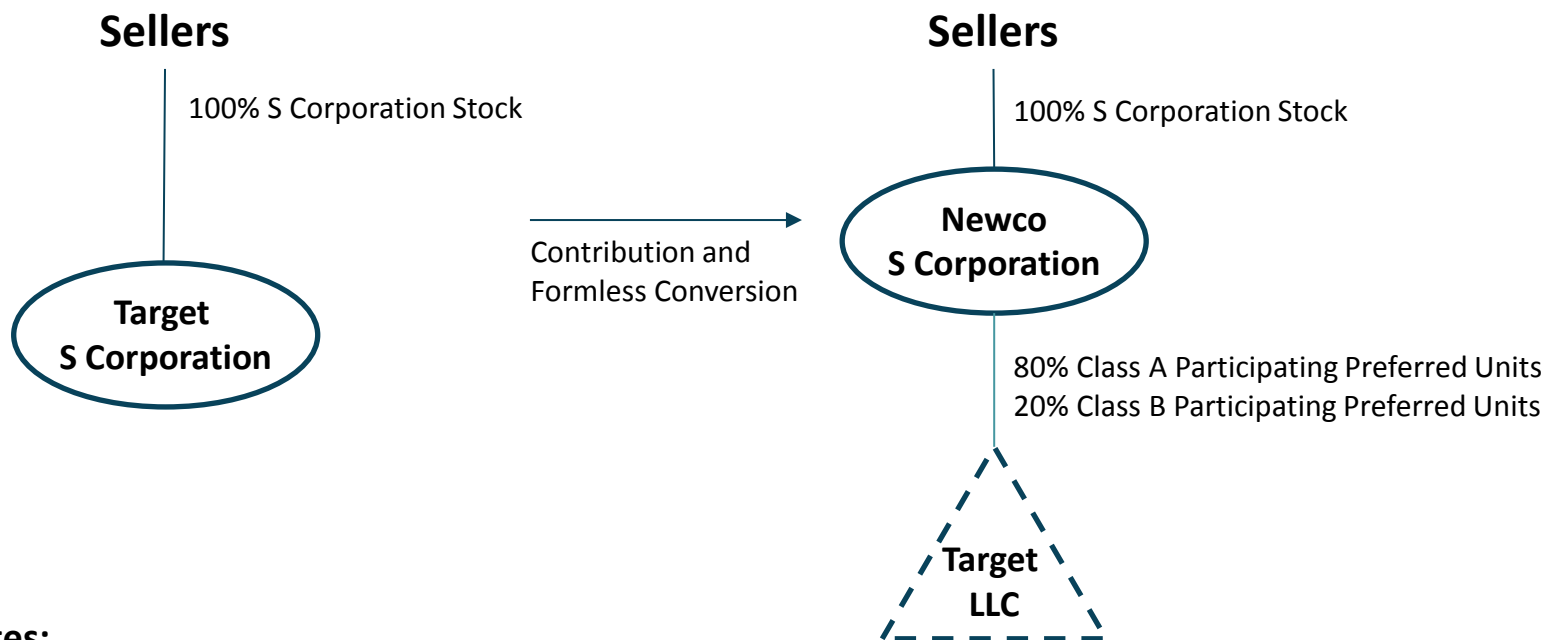 Sellers
100% S Corporation Stock
Target
S Corporation
Contribution and
Formless Conversion
Sellers
100% S Corporation Stock
Newco
S Corporation
80% Class A Participating Preferred Units
20% Class B Participating Preferred Units
Target
LLC